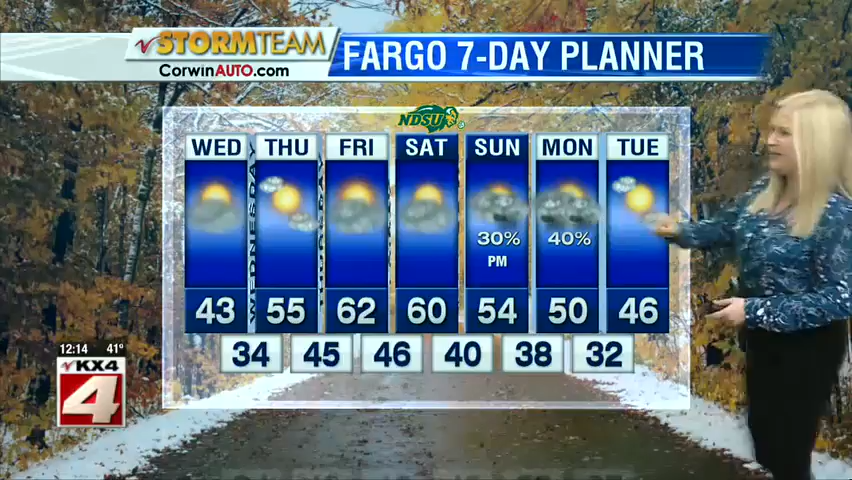 STORMTEAM
CorwinAUTO.com
FARGO 7-DAY PLANNER
NDSU
WED THU FRI SAT SUN MON TUE
WEDNESDAY
30% 40%
PM
43 55 62 60 54 50 46
34 45 46 40 38 32
12:14 41°
KX4
4